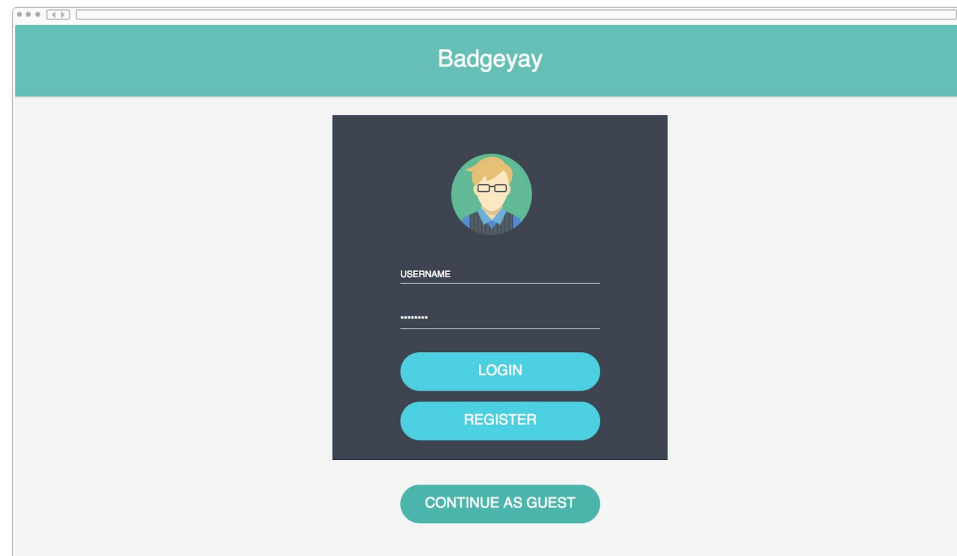 Badgeyay
USERNAME
••••••••
LOGIN
REGISTER
CONTINUE AS GUEST